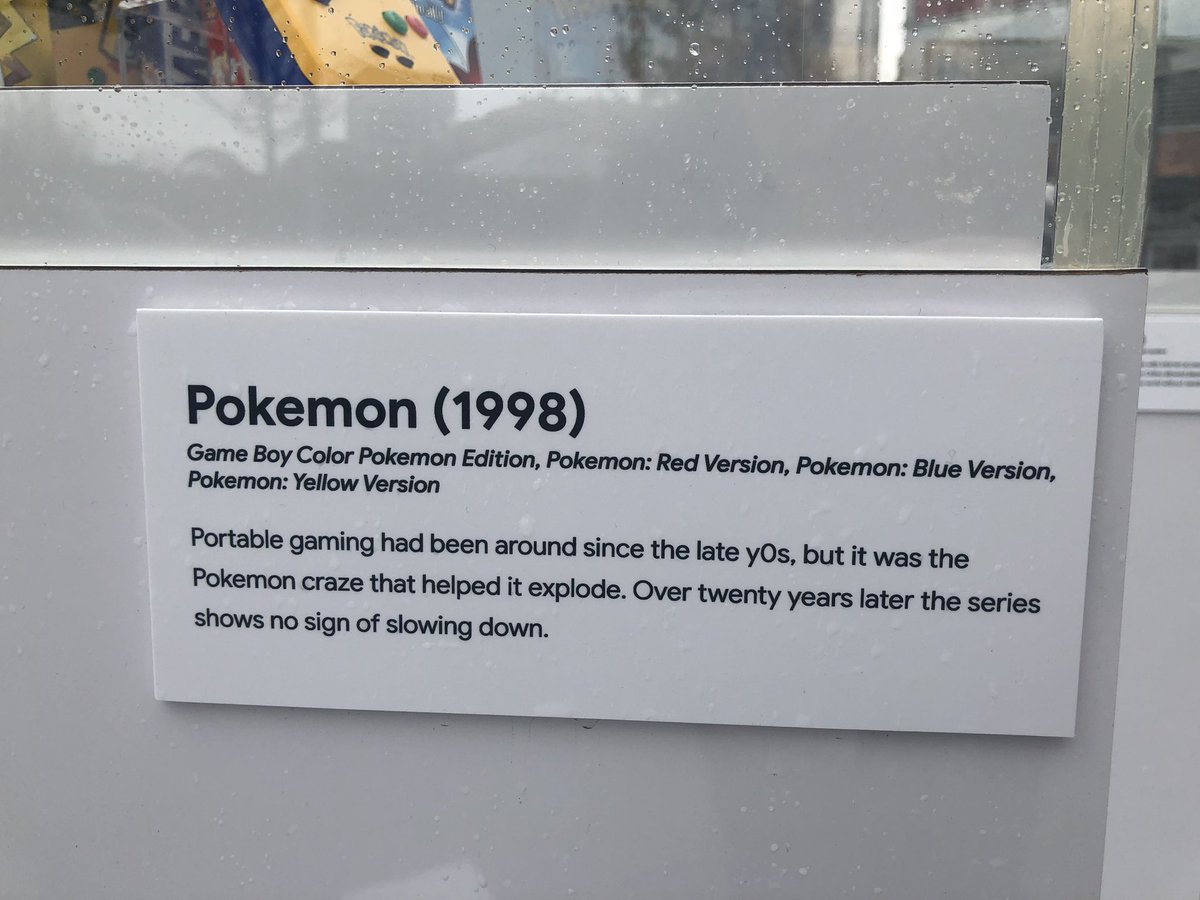 Pokemon (1998)
Game Boy Color Pokemon Edition, Pokemon: Red Version, Pokemon: Blue Version,
Pokemon: Yellow Version
Portable gaming had been around since the late y0s, but it was the
Pokemon craze that helped it explode. Over twenty years later the series
shows no sign of slowing down.